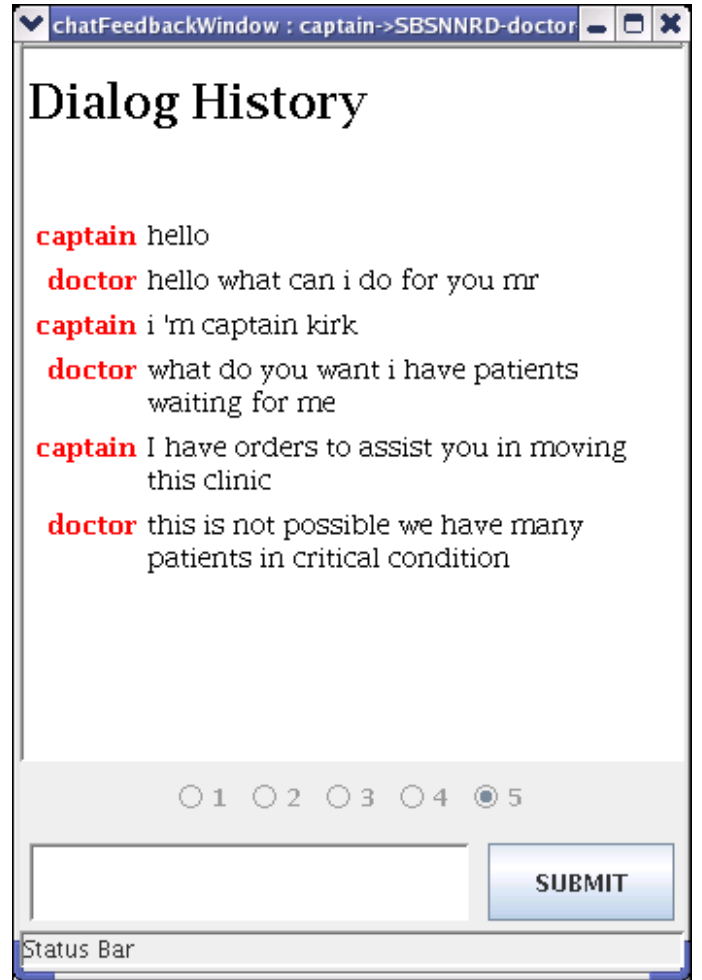 chatFeedbackWindow : captain->SBSNNRD-doctor
Dialog History
captain hello
doctor hello what can i do for you mr
captain i 'm captain kirk
doctor what do you want i have patients
waiting for me
captain I have orders to assist you in moving
this clinic
doctor this is not possible we have many
patients in critical condition
1 2 3 4 5
SUBMIT
Status Bar